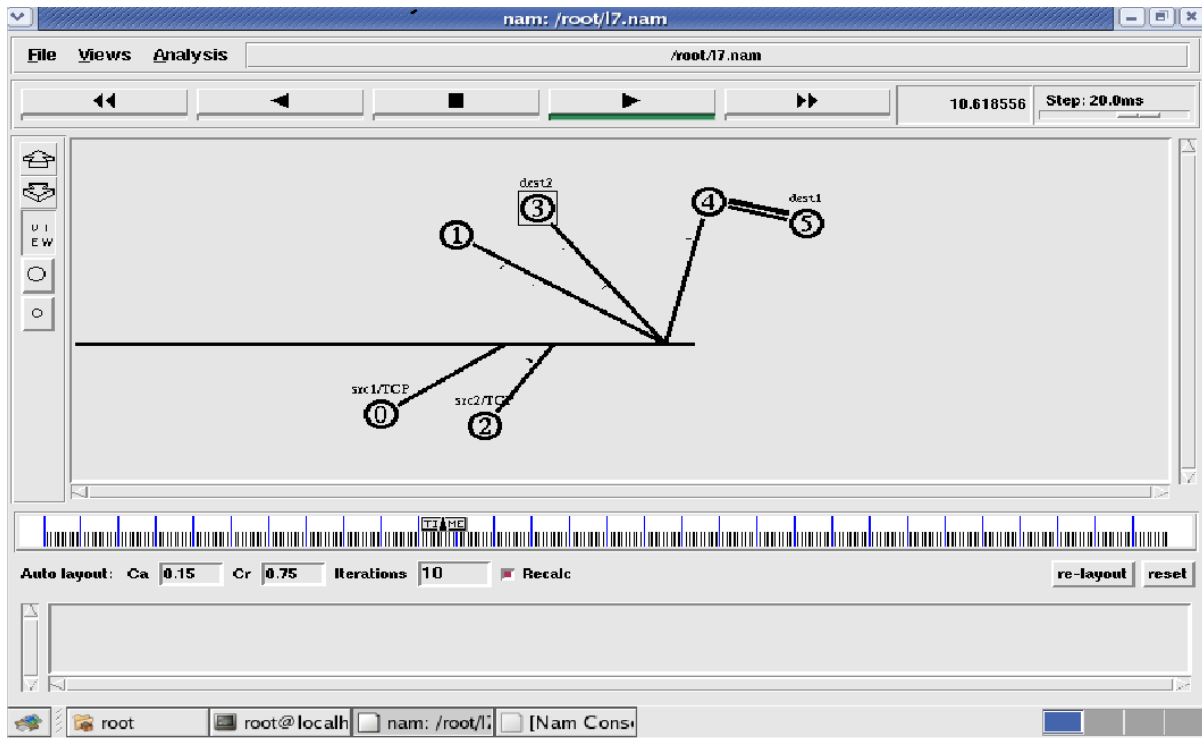 nam: /root/l7.nam
File Views Analysis /root/l7.nam
10.618556 Step: 20.0ms
dest2
3
4
dest1
5
1
V I
E W
src1/TCP
0
src2/TCP
2
TIME
Auto layout: Ca 0.15 Cr 0.75 Iterations 10 Recalc re-layout reset
root root@localh nam: /root/l7 [Nam Conso